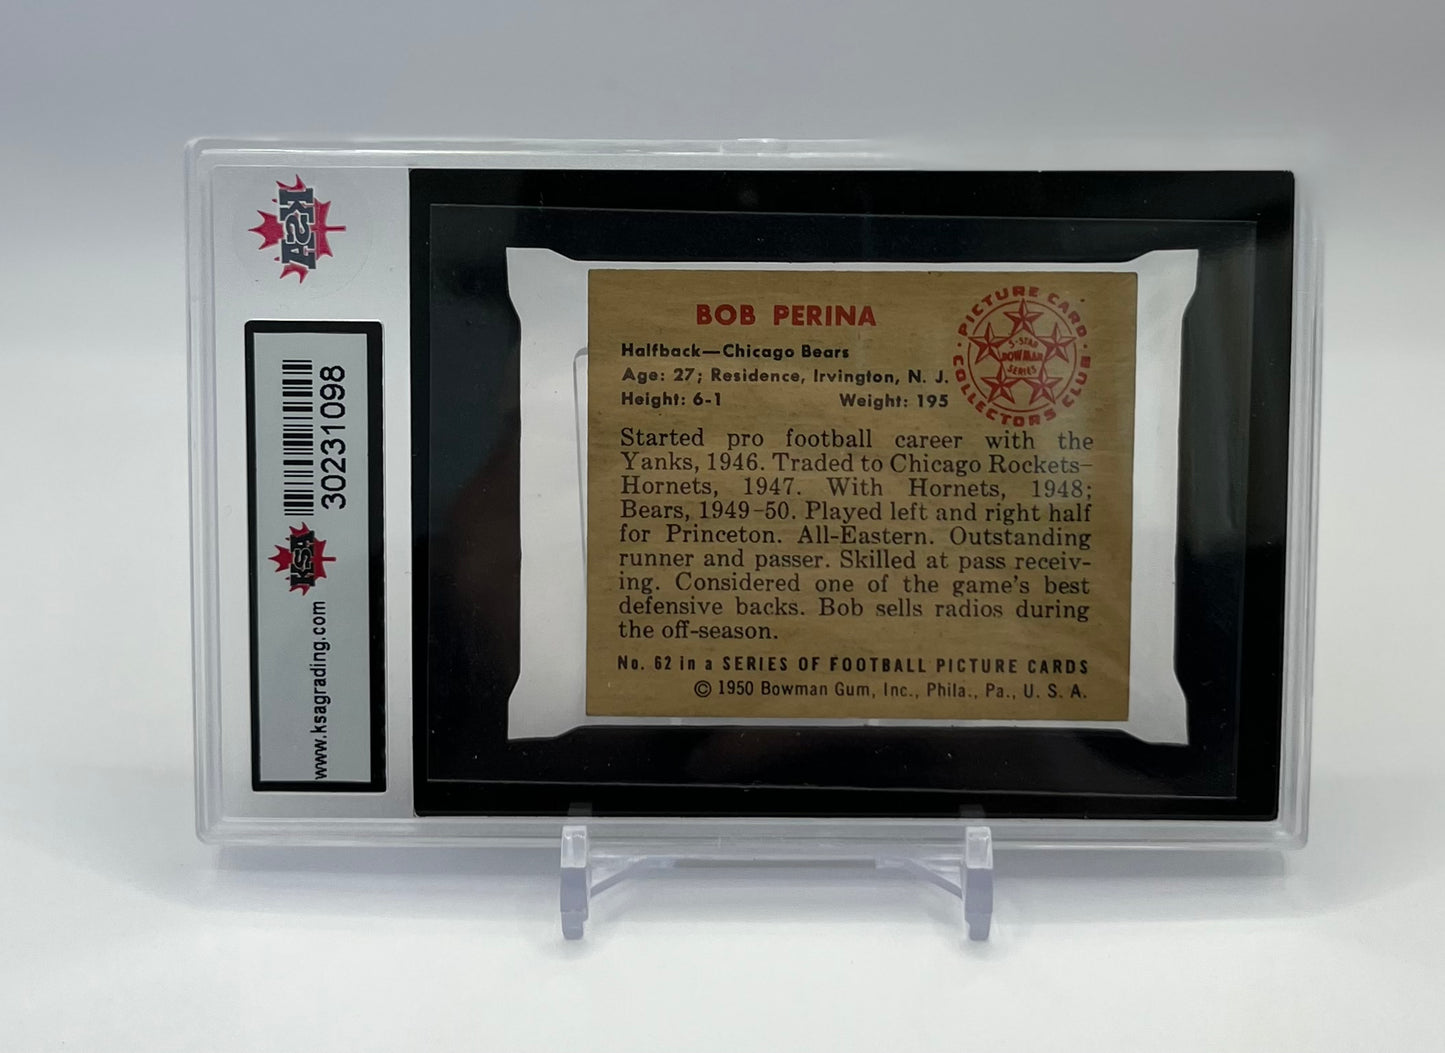 KSA
30231098
KSA
www.ksagrading.com
BOB PERINA
Halfback—Chicago Bears
Age: 27; Residence, Irvington, N. J.
Height: 6-1 Weight: 195
PICTURE CARD
COLLECTORS CLUB
5-STAR
BOWMAN
SERIES
Started pro football career with the
Yanks, 1946. Traded to Chicago Rockets-
Hornets, 1947. With Hornets, 1948;
Bears, 1949-50. Played left and right half
for Princeton. All-Eastern. Outstanding
runner and passer. Skilled at pass receiv-
ing. Considered one of the game's best
defensive backs. Bob sells radios during
the off-season.
No. 62 in a SERIES OF FOOTBALL PICTURE CARDS
© 1950 Bowman Gum, Inc., Phila., Pa., U. S. A.